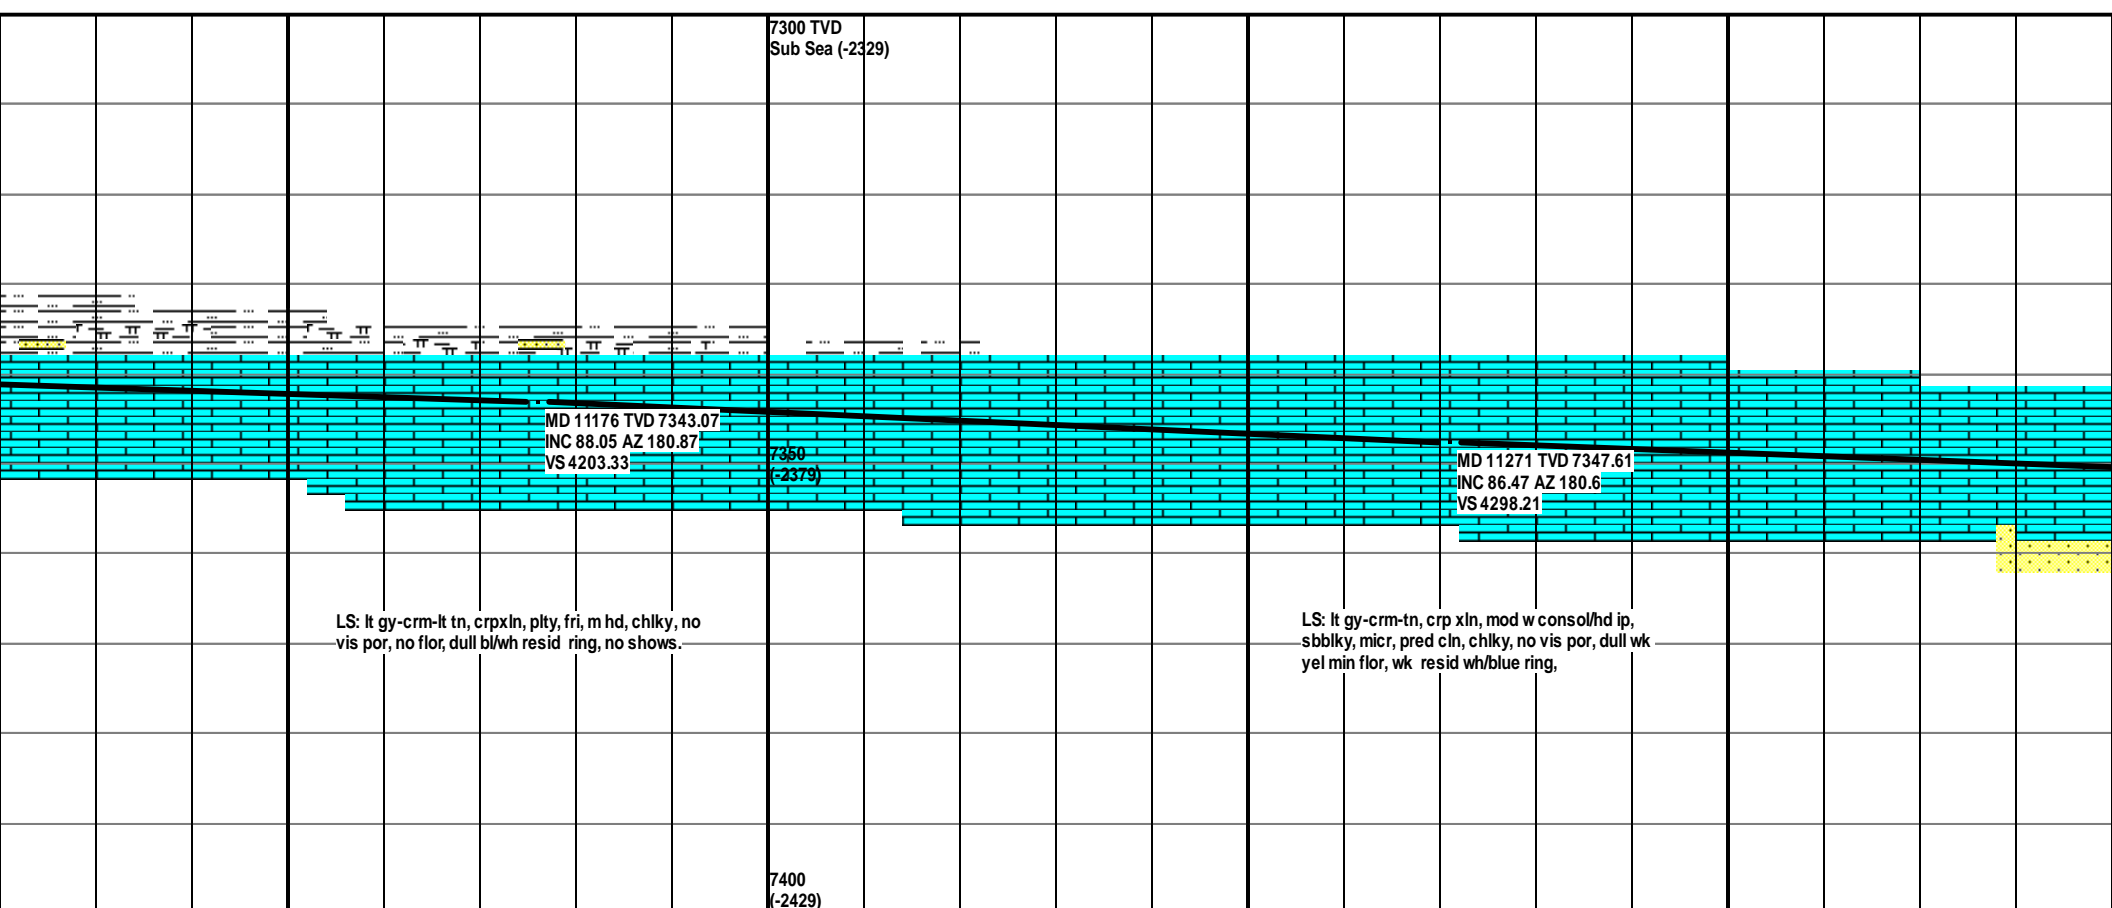 7300 TVD
Sub Sea (-2329)
MD 11176 TVD 7343.07
INC 88.05 AZ 180.87
VS 4203.33
7350
(-2379)
MD 11271 TVD 7347.61
INC 86.47 AZ 180.6
VS 4298.21
LS: lt gy-crm-lt tn, crpxln, plty, fri, m hd, chlky, no
vis por, no flor, dull bl/wh resid ring, no shows.
LS: lt gy-crm-tn, crp xln, mod w consol/hd ip,
sbblky, micr, pred cln, chlky, no vis por, dull wk
yel min flor, wk resid wh/blue ring,
7400
(-2429)